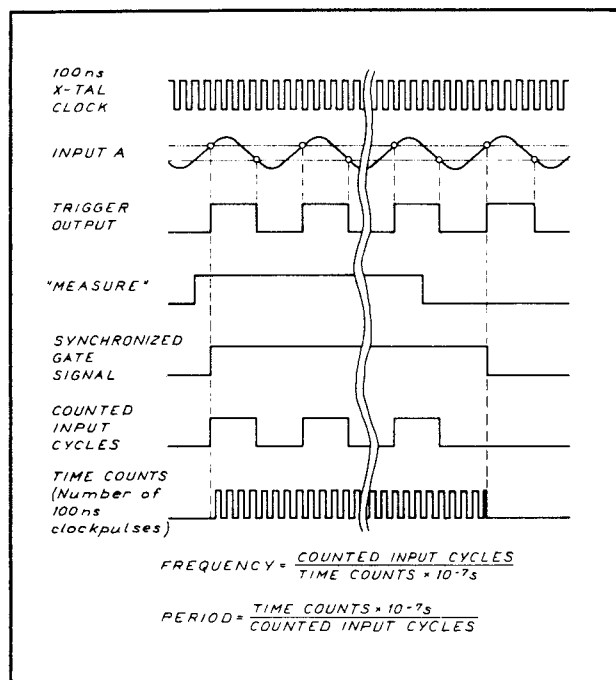 100ns
X-TAL
CLOCK
INPUT A
TRIGGER
OUTPUT
"MEASURE"
SYNCHRONIZED
GATE
SIGNAL
COUNTED
INPUT
CYCLES
TIME COUNTS
(Number of
100ns
clockpulses)
FREQUENCY = COUNTED INPUT CYCLES
TIME COUNTS × 10⁻⁷s
PERIOD = TIME COUNTS × 10⁻⁷s
COUNTED INPUT CYCLES